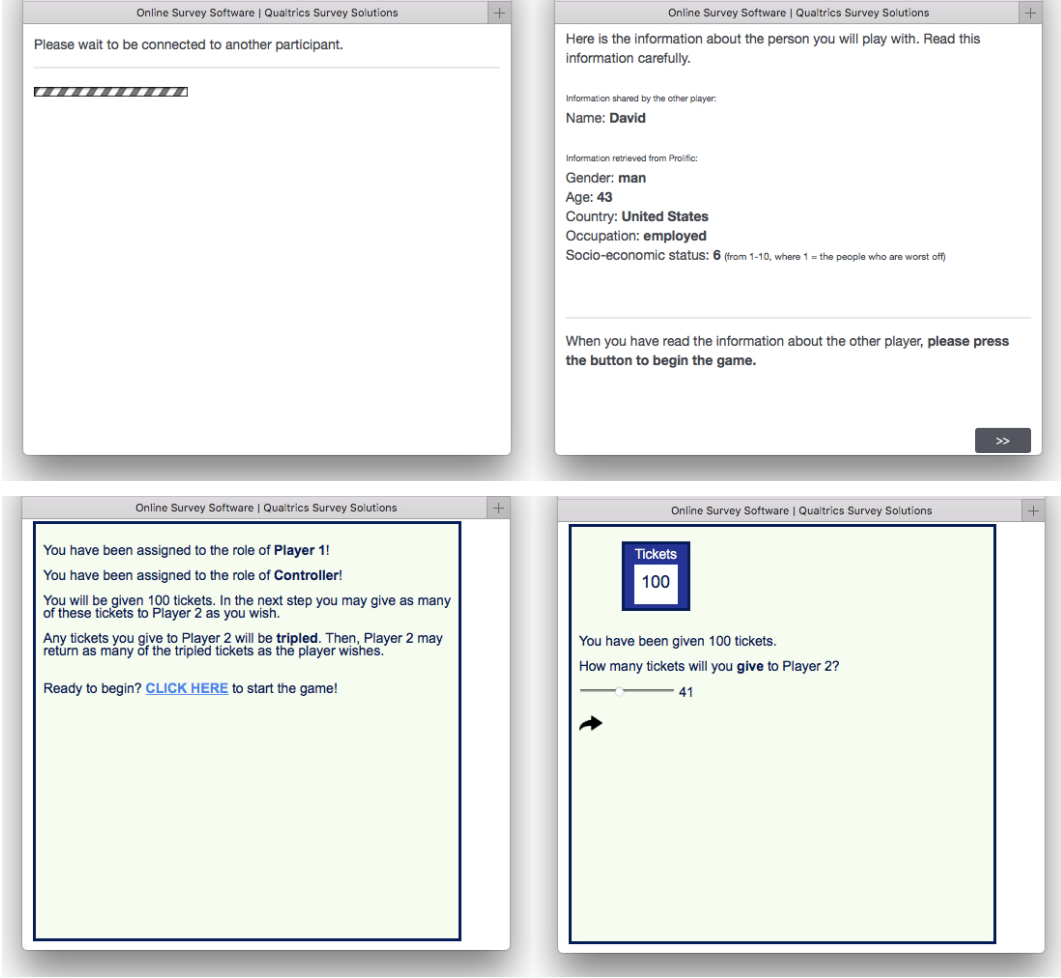 Online Survey Software | Qualtrics Survey Solutions
+
Please wait to be connected to another participant.
Online Survey Software | Qualtrics Survey Solutions
+
Here is the information about the person you will play with. Read this
information carefully.
Information shared by the other player:
Name: David
Information retrieved from Prolific:
Gender: man
Age: 43
Country: United States
Occupation: employed
Socio-economic status: 6 (from 1-10, where 1 = the people who are worst off)
When you have read the information about the other player, please press
the button to begin the game.
>>
Online Survey Software | Qualtrics Survey Solutions
+
You have been assigned to the role of Player 1!
You have been assigned to the role of Controller!
You will be given 100 tickets. In the next step you may give as many
of these tickets to Player 2 as you wish.
Any tickets you give to Player 2 will be tripled. Then, Player 2 may
return as many of the tripled tickets as the player wishes.
Ready to begin? CLICK HERE to start the game!
Online Survey Software | Qualtrics Survey Solutions
+
Tickets
100
You have been given 100 tickets.
How many tickets will you give to Player 2?
41